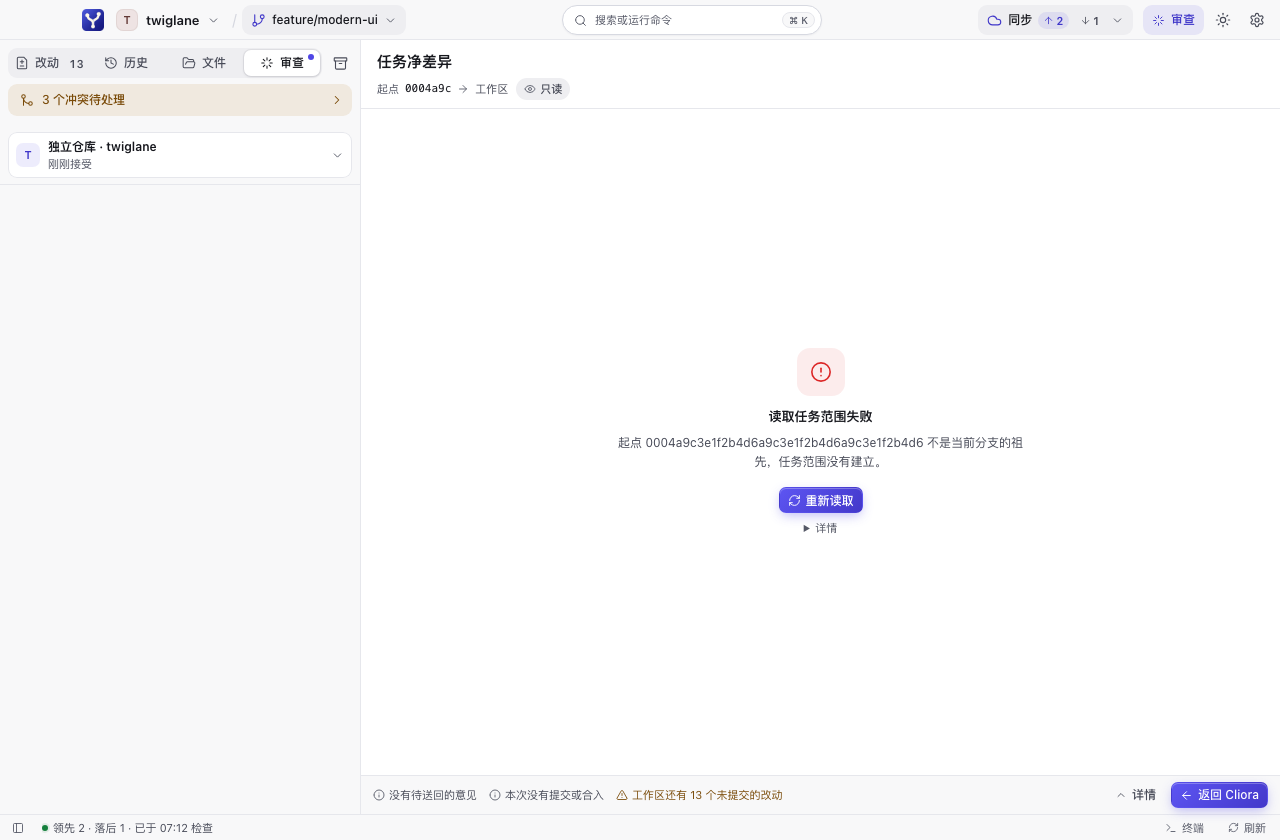 T twiglane / feature/modern-ui
搜索或运行命令 ⌘ K
同步 ↑ 2 ↓ 1 审查
改动 13 历史 文件 审查
3 个冲突待处理
T 独立仓库 · twiglane
刚刚接受
任务净差异
起点 0004a9c → 工作区 只读
读取任务范围失败
起点 0004a9c3e1f2b4d6a9c3e1f2b4d6a9c3e1f2b4d6 不是当前分支的祖
先，任务范围没有建立。
重新读取
▶ 详情
没有待送回的意见 本次没有提交或合入 工作区还有 13 个未提交的改动
详情 ← 返回 Cliora
领先 2 · 落后 1 · 已于 07:12 检查
终端 刷新